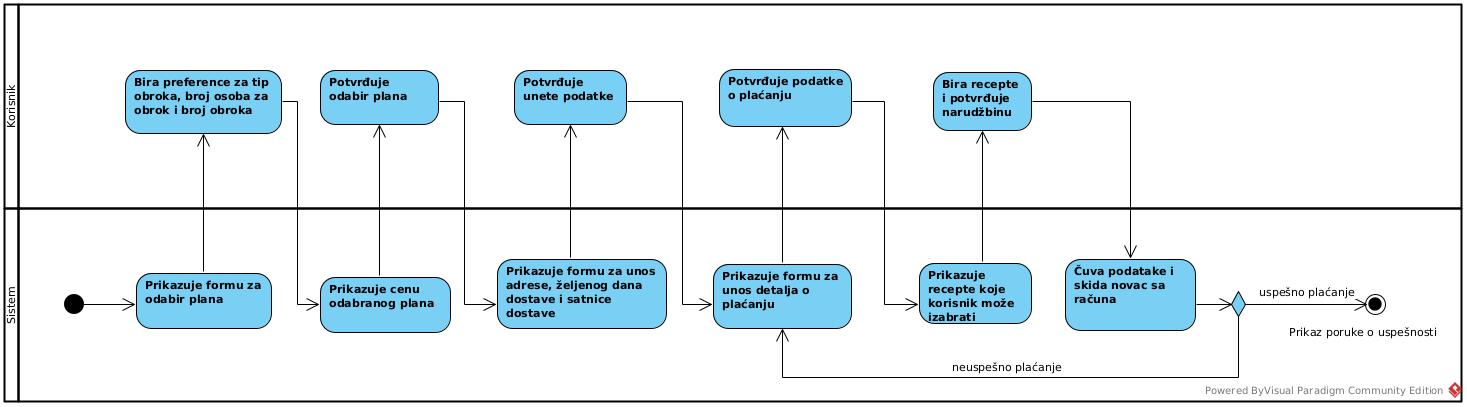 Korisnik
Bira preference za tip
obroka, broj osoba za
obrok i broj obroka
Potvrđuje
odabir plana
Potvrđuje
unete podatke
Potvrđuje podatke
o plaćanju
Bira recepte
i potvrđuje
narudžbinu
Sistem
Prikazuje formu za
odabir plana
Prikazuje cenu
odabranog plana
Prikazuje formu za unos
adrese, željenog dana
dostave i satnice
dostave
Prikazuje formu za
unos detalja o
plaćanju
Prikazuje
recepte koje
korisnik može
izabrati
Čuva podatake i
skida novac sa
računa
uspešno plaćanje
Prikaz poruke o uspešnosti
neuspešno plaćanje
Powered ByVisual Paradigm Community Edition